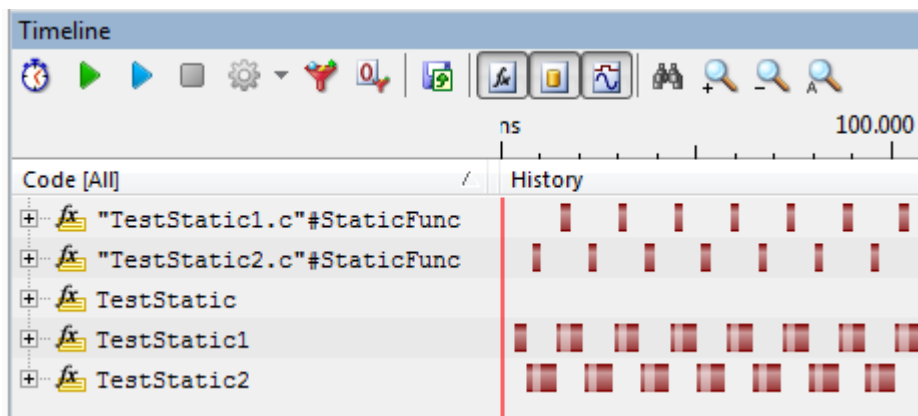 Timeline
ns 100.000
Code [All] History
"TestStatic1.c"#StaticFunc
"TestStatic2.c"#StaticFunc
TestStatic
TestStatic1
TestStatic2